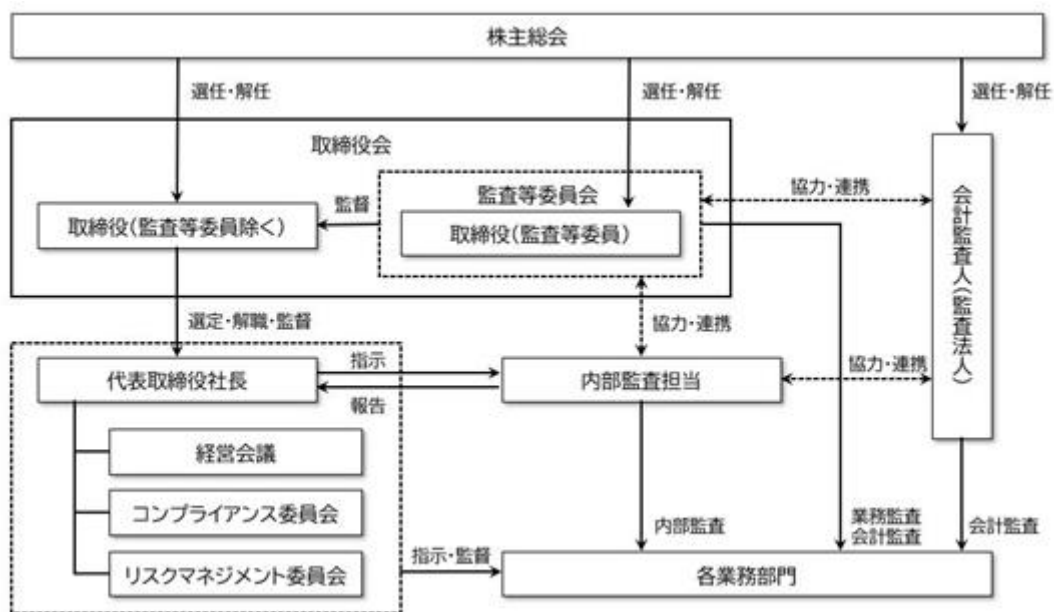 株主総会
選任・解任
選任・解任
選任・解任
取締役会
監査等委員会
監督
取締役(監査等委員除く)
取締役(監査等委員)
協力・連携
会計監査人(監査法人)
選定・解職・監督
協力・連携
代表取締役社長
指示
報告
内部監査担当
協力・連携
経営会議
コンプライアンス委員会
リスクマネジメント委員会
内部監査
業務監査
会計監査
会計監査
指示・監督
各業務部門